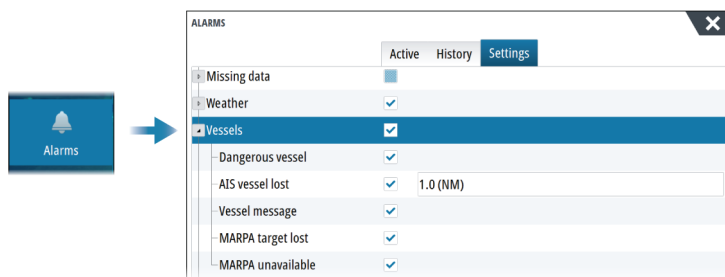 ALARMS
Active History Settings
Missing data
Weather
Vessels
Dangerous vessel
AIS vessel lost 1.0 (NM)
Vessel message
MARPA target lost
MARPA unavailable
Alarms